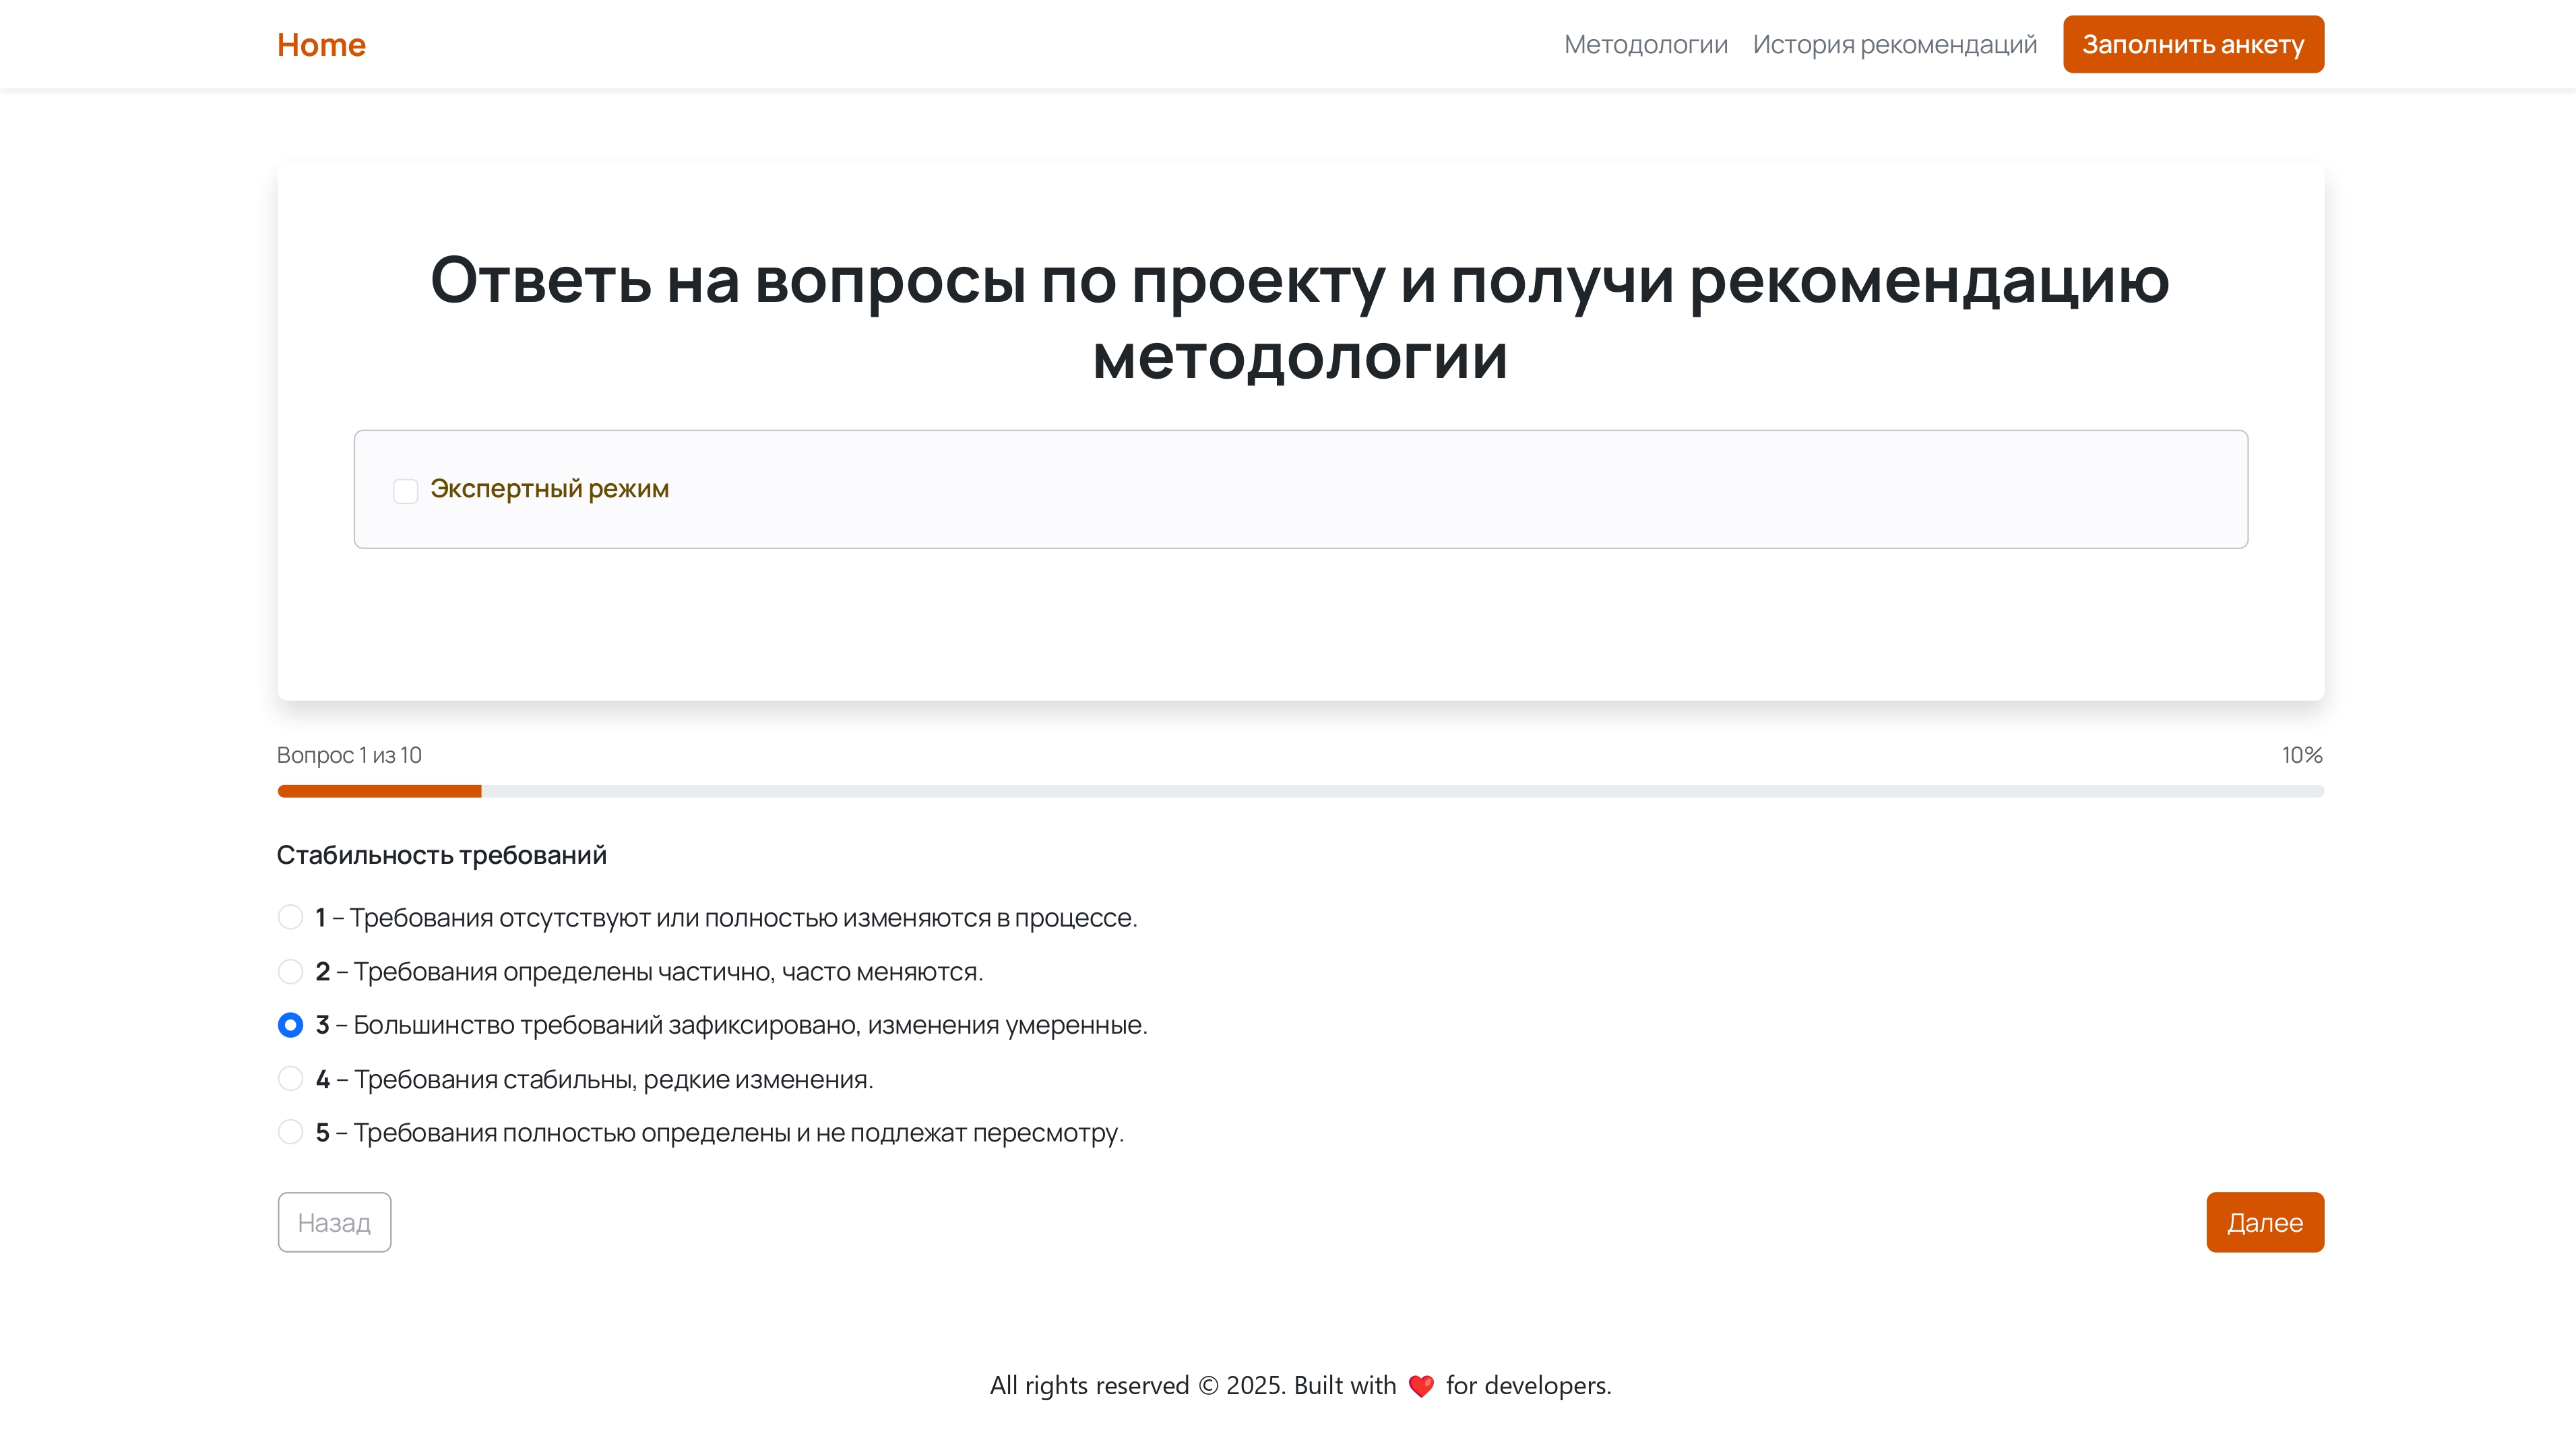 Home
Методологии
История рекомендаций
Заполнить анкету
Ответь на вопросы по проекту и получи рекомендацию
методологии
Экспертный режим
Вопрос 1 из 10
10%
Стабильность требований
1 – Требования отсутствуют или полностью изменяются в процессе.
2 – Требования определены частично, часто меняются.
3 – Большинство требований зафиксировано, изменения умеренные.
4 – Требования стабильны, редкие изменения.
5 – Требования полностью определены и не подлежат пересмотру.
Назад
Далее
All rights reserved © 2025. Built with ❤️ for developers.